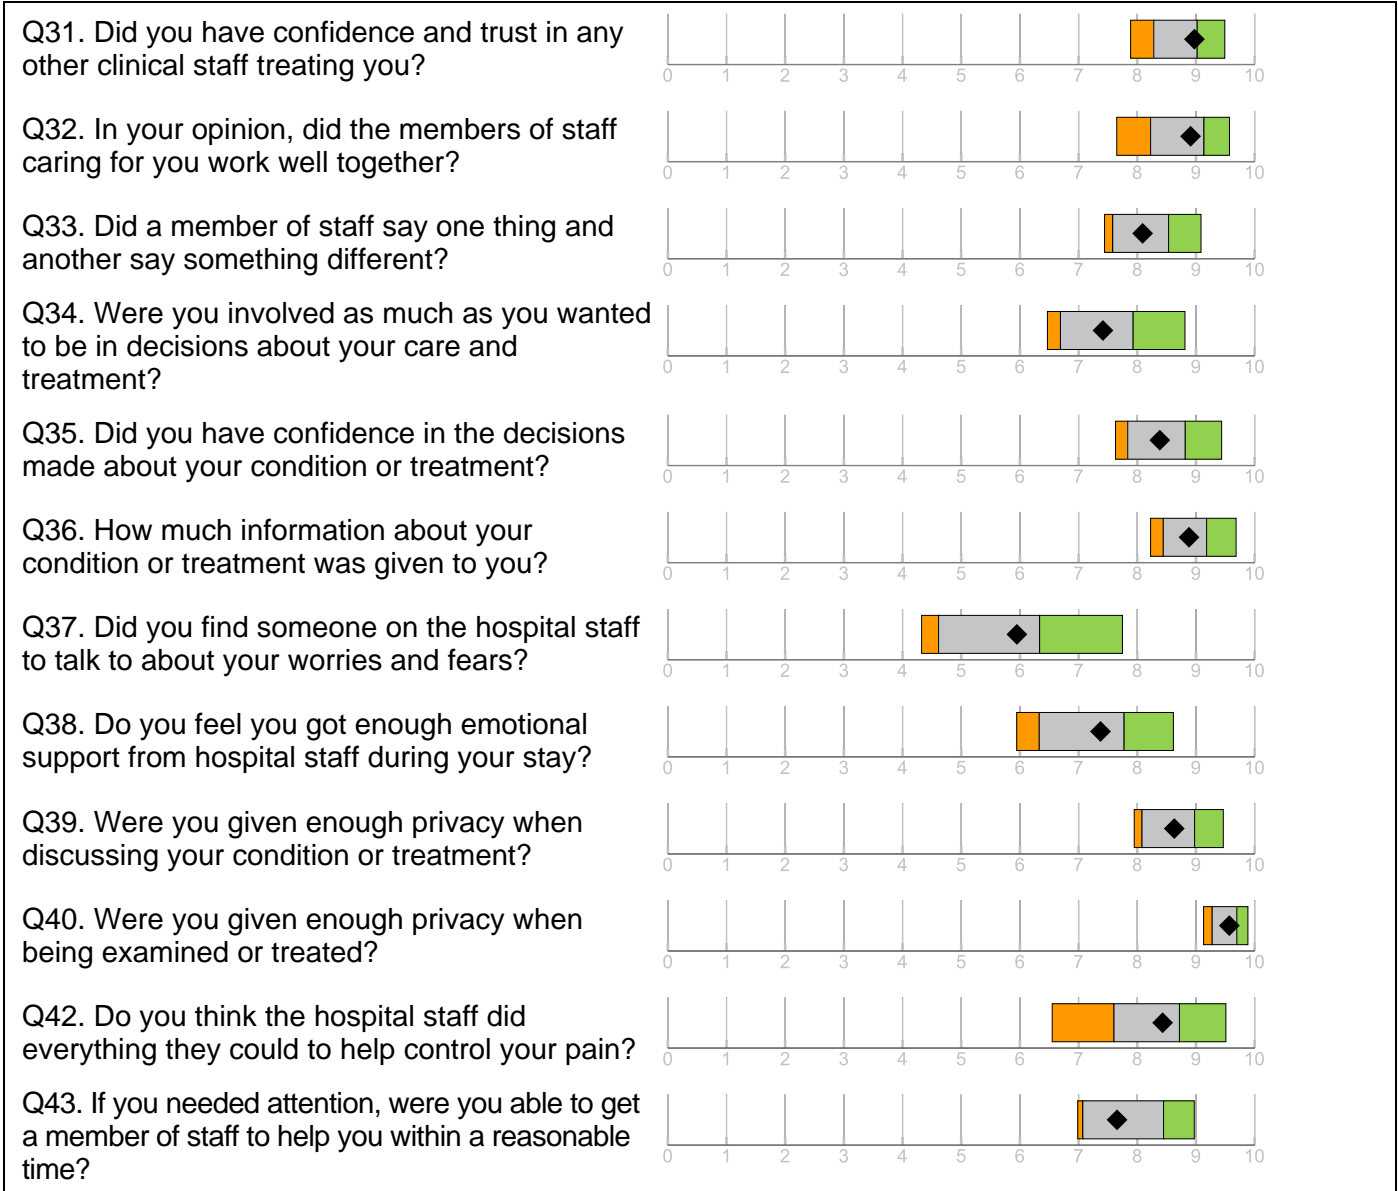 Q31. Did you have confidence and trust in any
other clinical staff treating you?
0 1 2 3 4 5 6 7 8 9 10
Q32. In your opinion, did the members of staff
caring for you work well together?
0 1 2 3 4 5 6 7 8 9 10
Q33. Did a member of staff say one thing and
another say something different?
0 1 2 3 4 5 6 7 8 9 10
Q34. Were you involved as much as you wanted
to be in decisions about your care and
treatment?
0 1 2 3 4 5 6 7 8 9 10
Q35. Did you have confidence in the decisions
made about your condition or treatment?
0 1 2 3 4 5 6 7 8 9 10
Q36. How much information about your
condition or treatment was given to you?
0 1 2 3 4 5 6 7 8 9 10
Q37. Did you find someone on the hospital staff
to talk to about your worries and fears?
0 1 2 3 4 5 6 7 8 9 10
Q38. Do you feel you got enough emotional
support from hospital staff during your stay?
0 1 2 3 4 5 6 7 8 9 10
Q39. Were you given enough privacy when
discussing your condition or treatment?
0 1 2 3 4 5 6 7 8 9 10
Q40. Were you given enough privacy when
being examined or treated?
0 1 2 3 4 5 6 7 8 9 10
Q42. Do you think the hospital staff did
everything they could to help control your pain?
0 1 2 3 4 5 6 7 8 9 10
Q43. If you needed attention, were you able to get
a member of staff to help you within a reasonable
time?
0 1 2 3 4 5 6 7 8 9 10